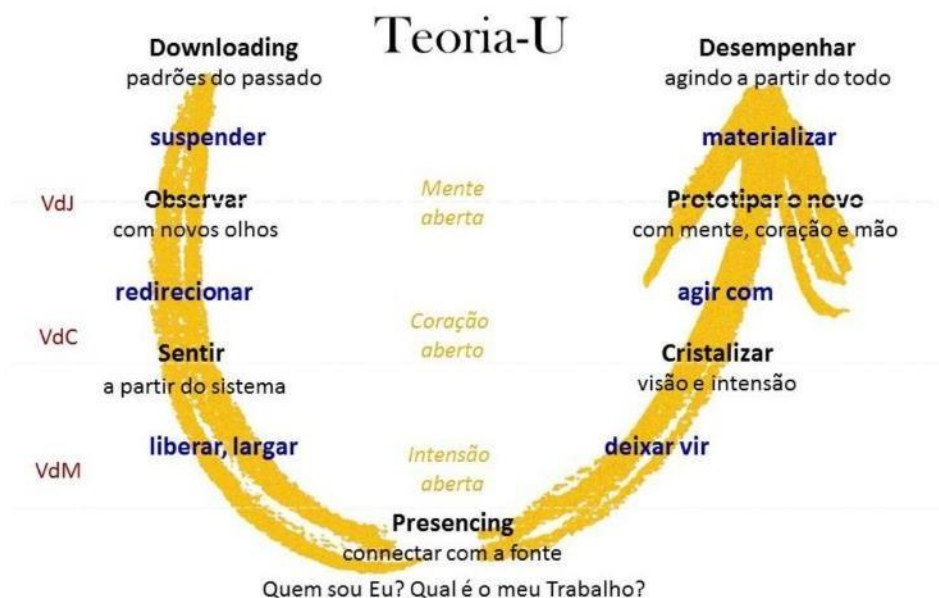 Teoria-U
Downloading
padrões do passado
Desempenhar
agindo a partir do todo
suspender
materializar
VdJ
Observar
com novos olhos
Mente
aberta
Prototipar o novo
com mente, coração e mão
redirecionar
agir com
VdC
Coração
aberto
Sentir
a partir do sistema
Cristalizar
visão e intensão
liberar, largar
deixar vir
VdM
Intensão
aberta
Presencing
connectar com a fonte
Quem sou Eu? Qual é o meu Trabalho?